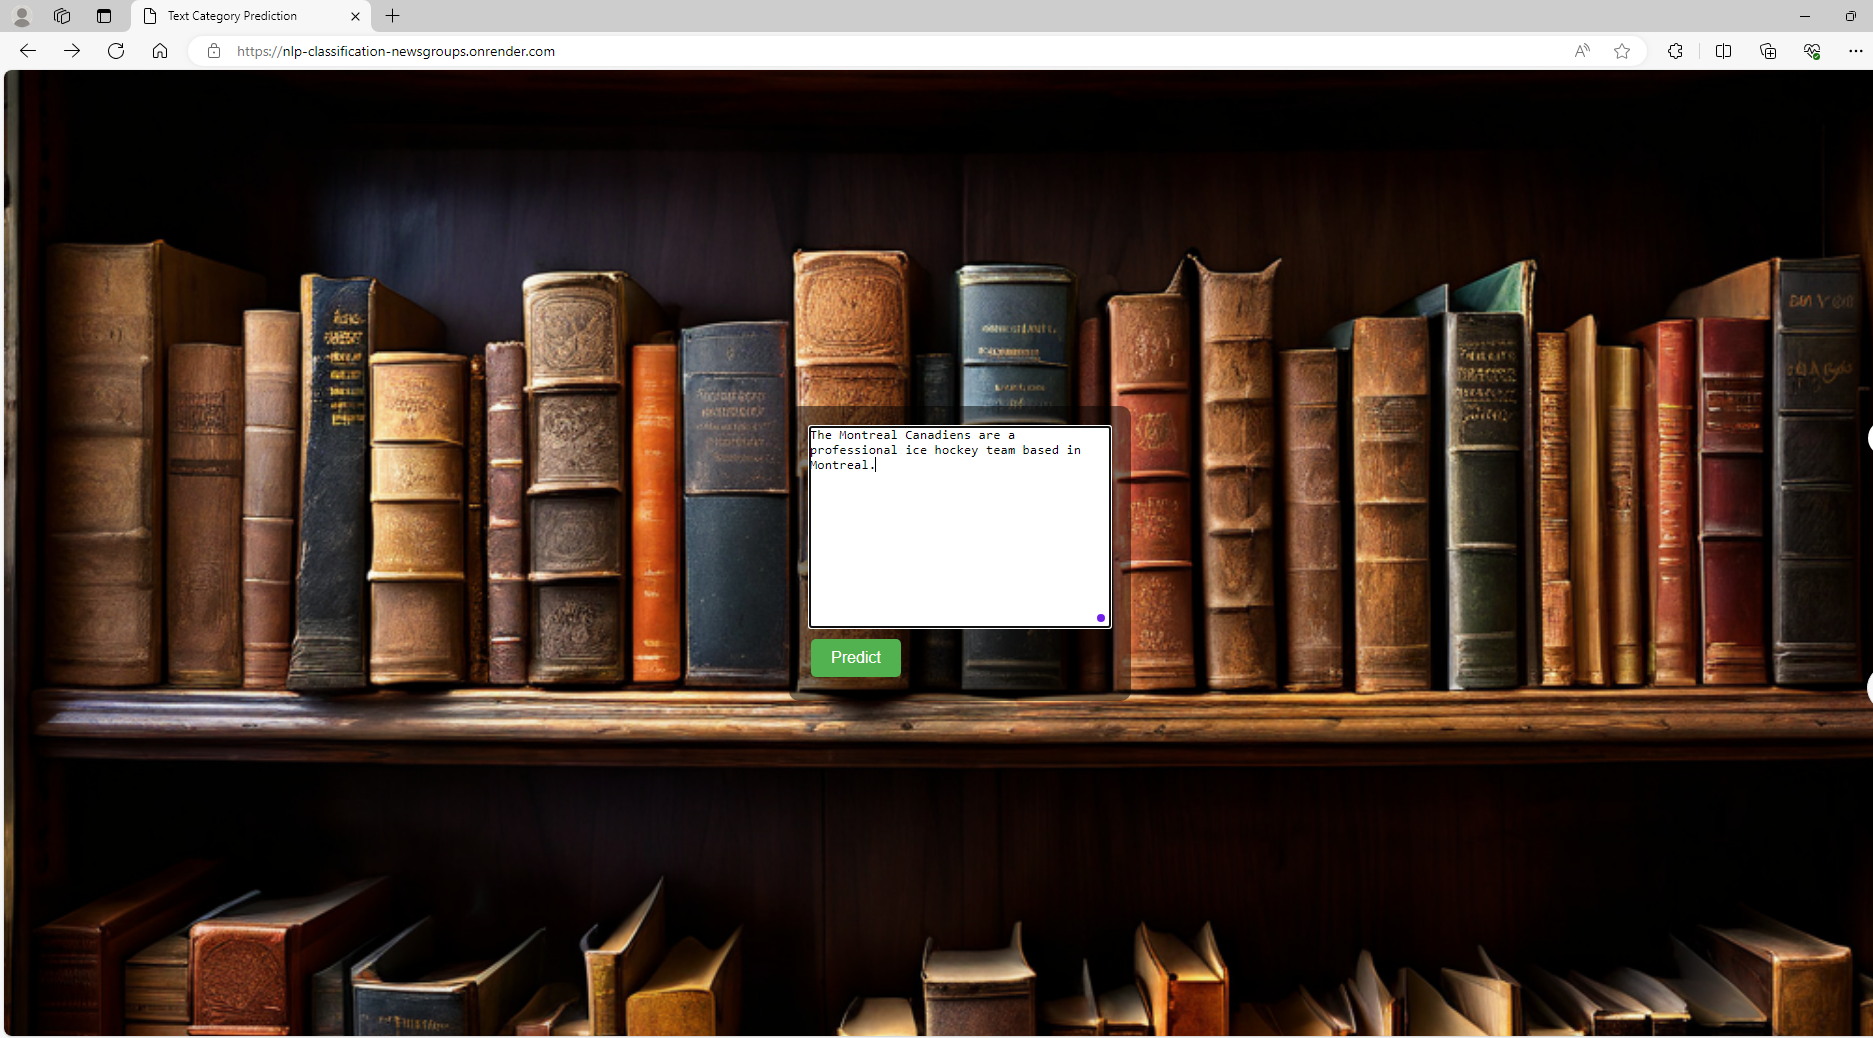 Text Category Prediction
https://nlp-classification-newsgroups.onrender.com
The Montreal Canadiens are a
professional ice hockey team based in
Montreal.
Predict